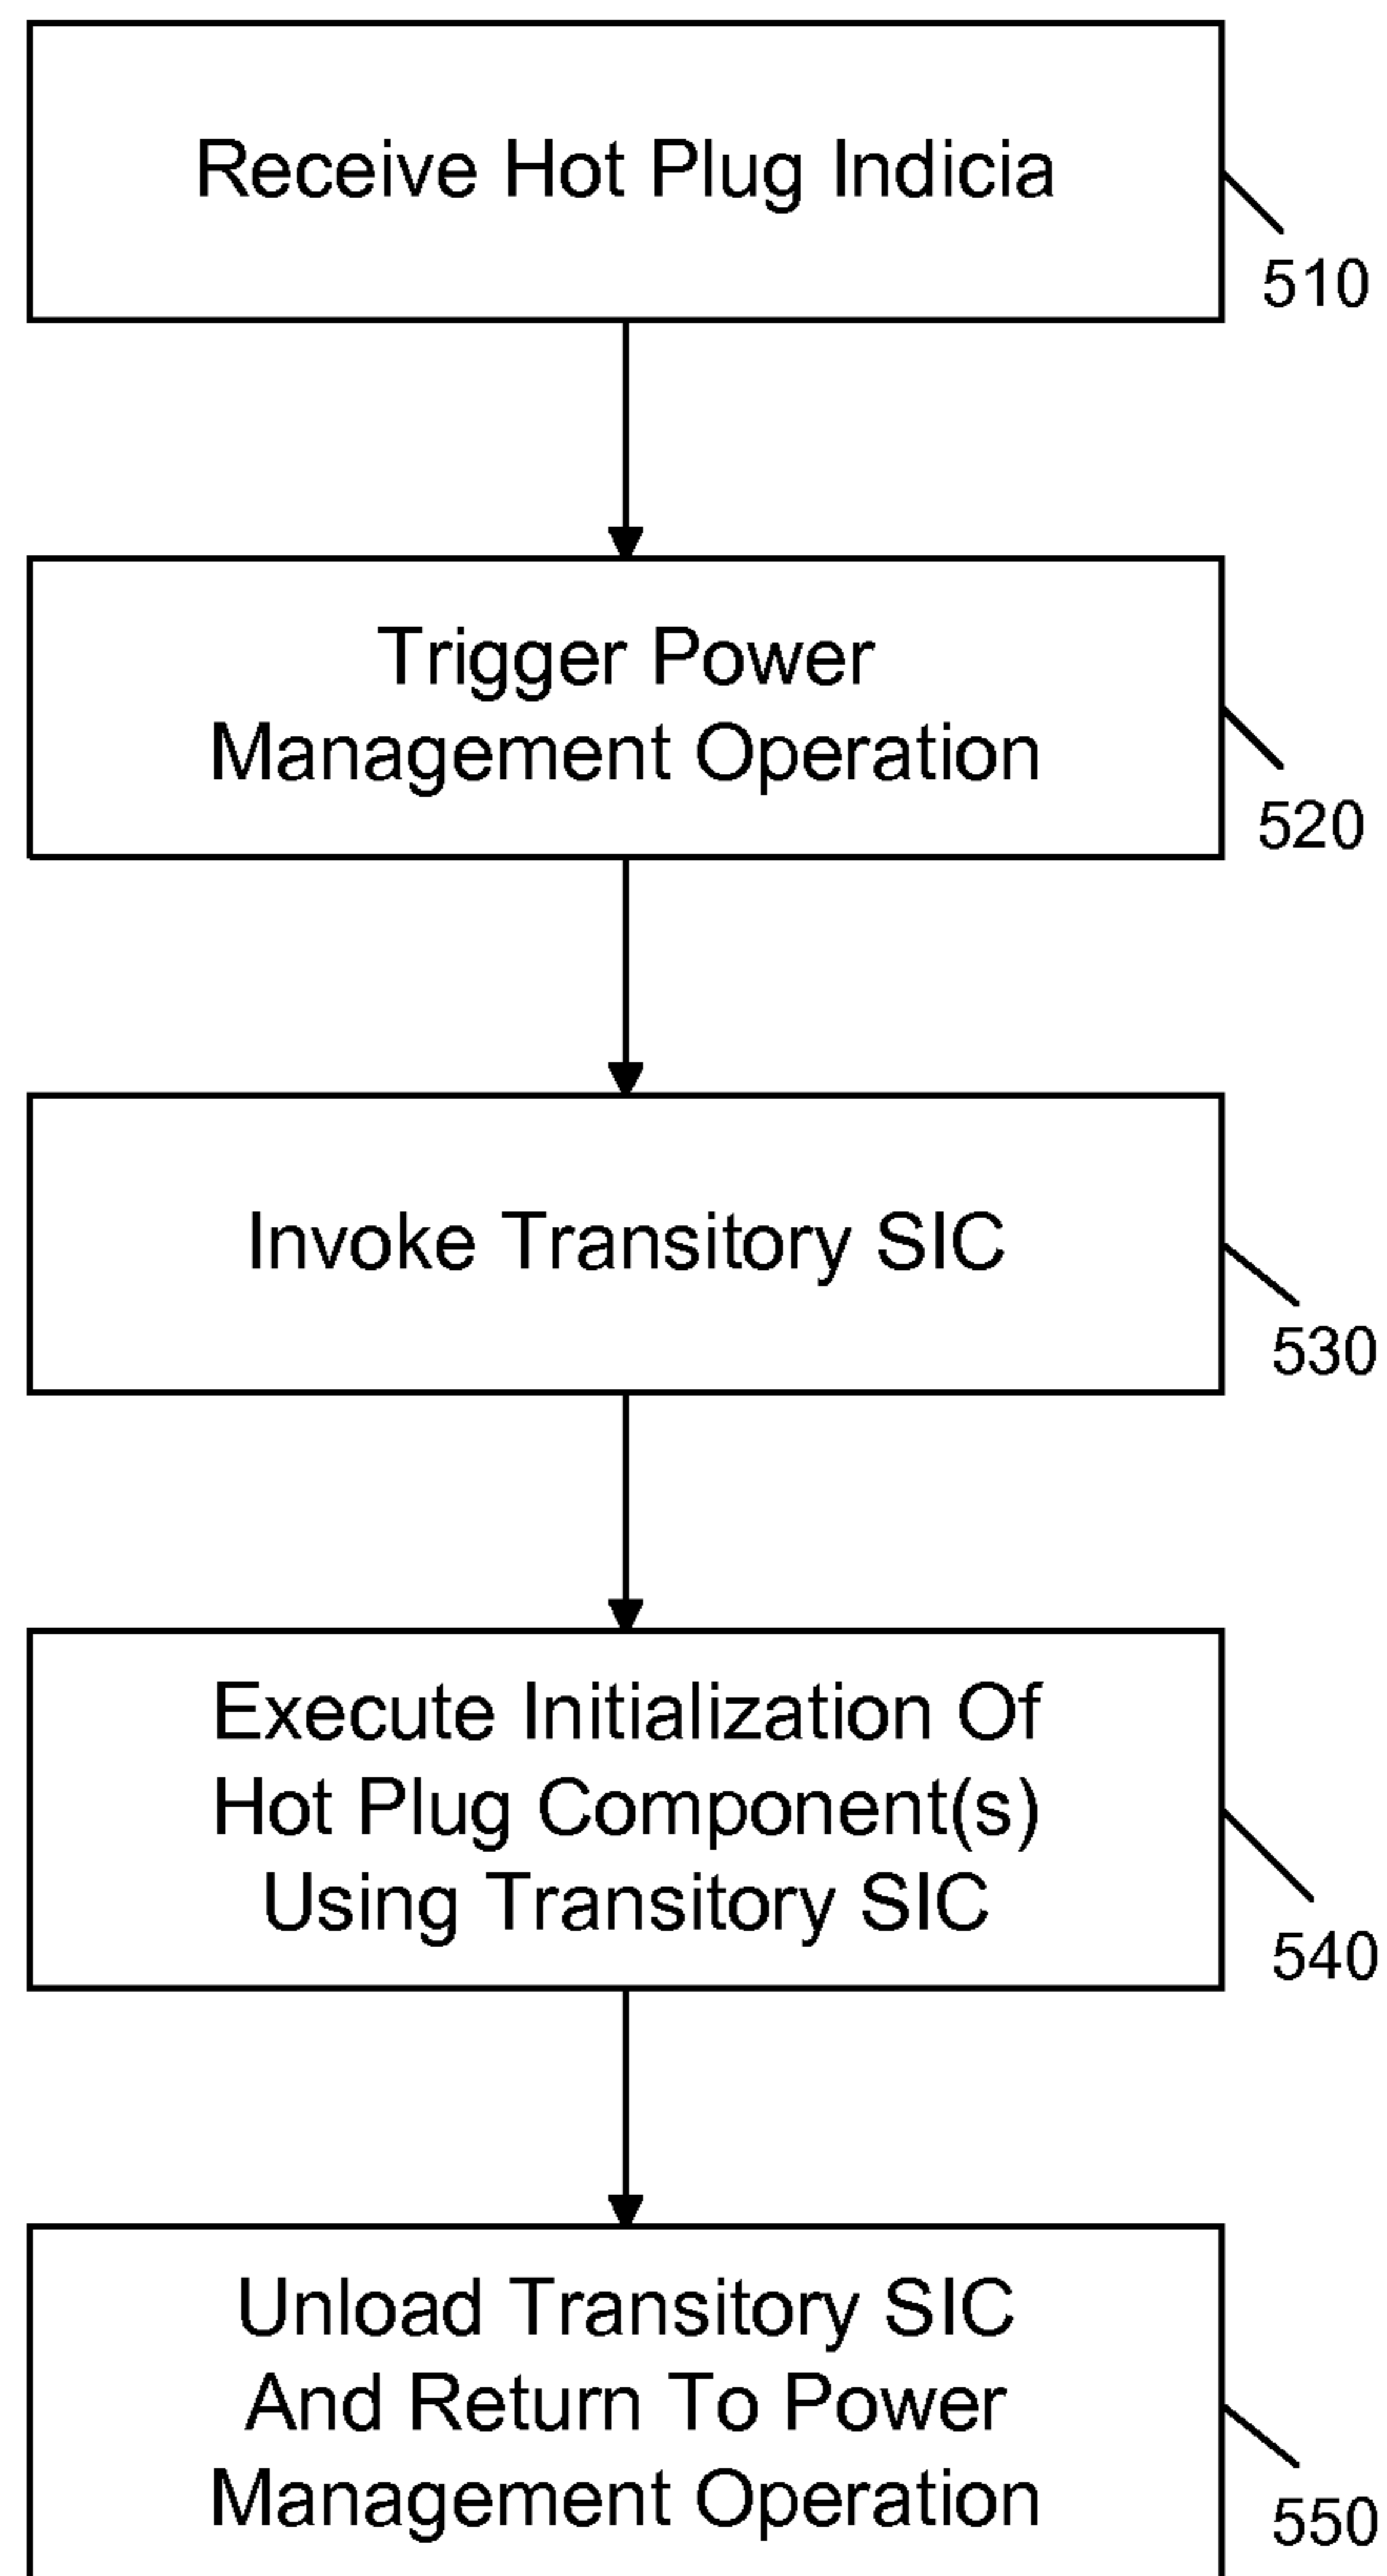 Receive Hot Plug Indicia
510
Trigger Power
Management Operation
520
Invoke Transitory SIC
530
Execute Initialization Of
Hot Plug Component(s)
Using Transitory SIC
540
Unload Transitory SIC
And Return To Power
Management Operation
550